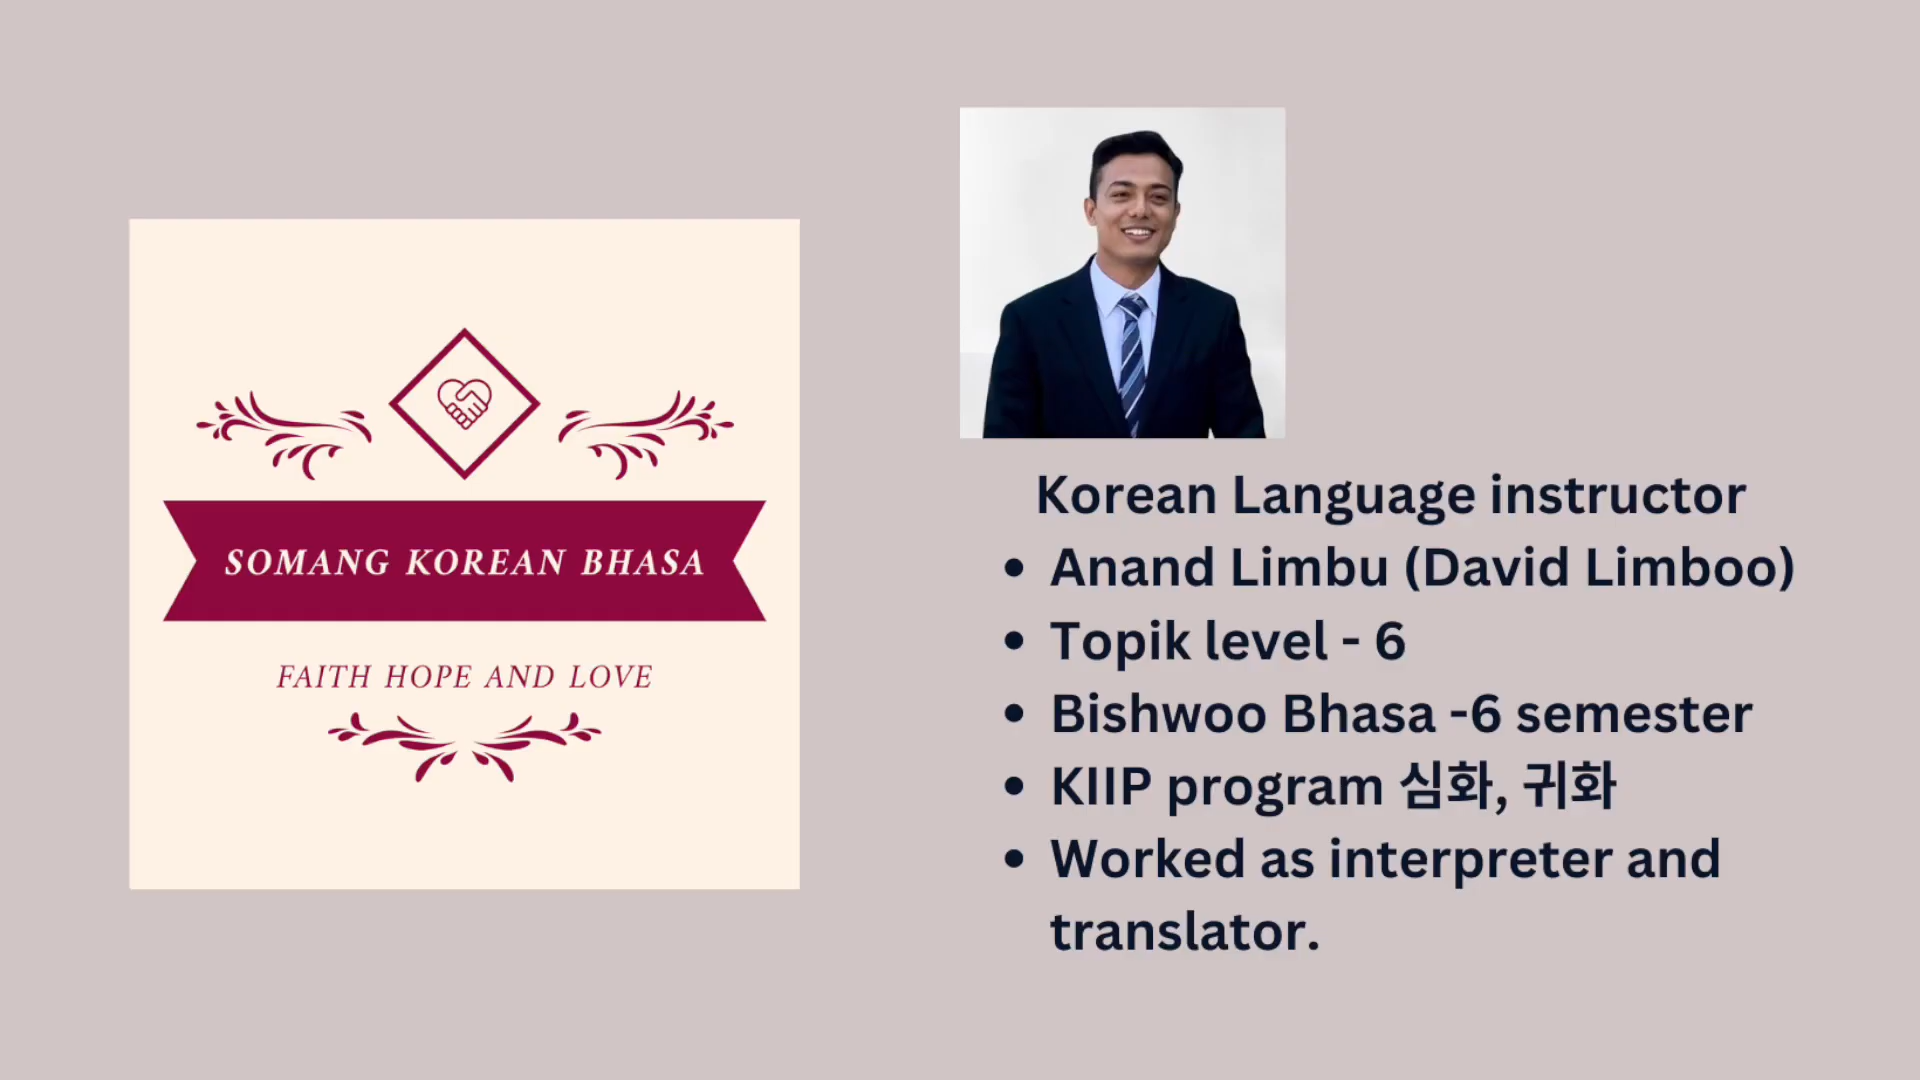 SOMANG KOREAN BHASA
FAITH HOPE AND LOVE
Korean Language instructor
• Anand Limbu (David Limboo)
• Topik level - 6
• Bishwoo Bhasa -6 semester
• KIIP program 심화, 귀화
• Worked as interpreter and
translator.